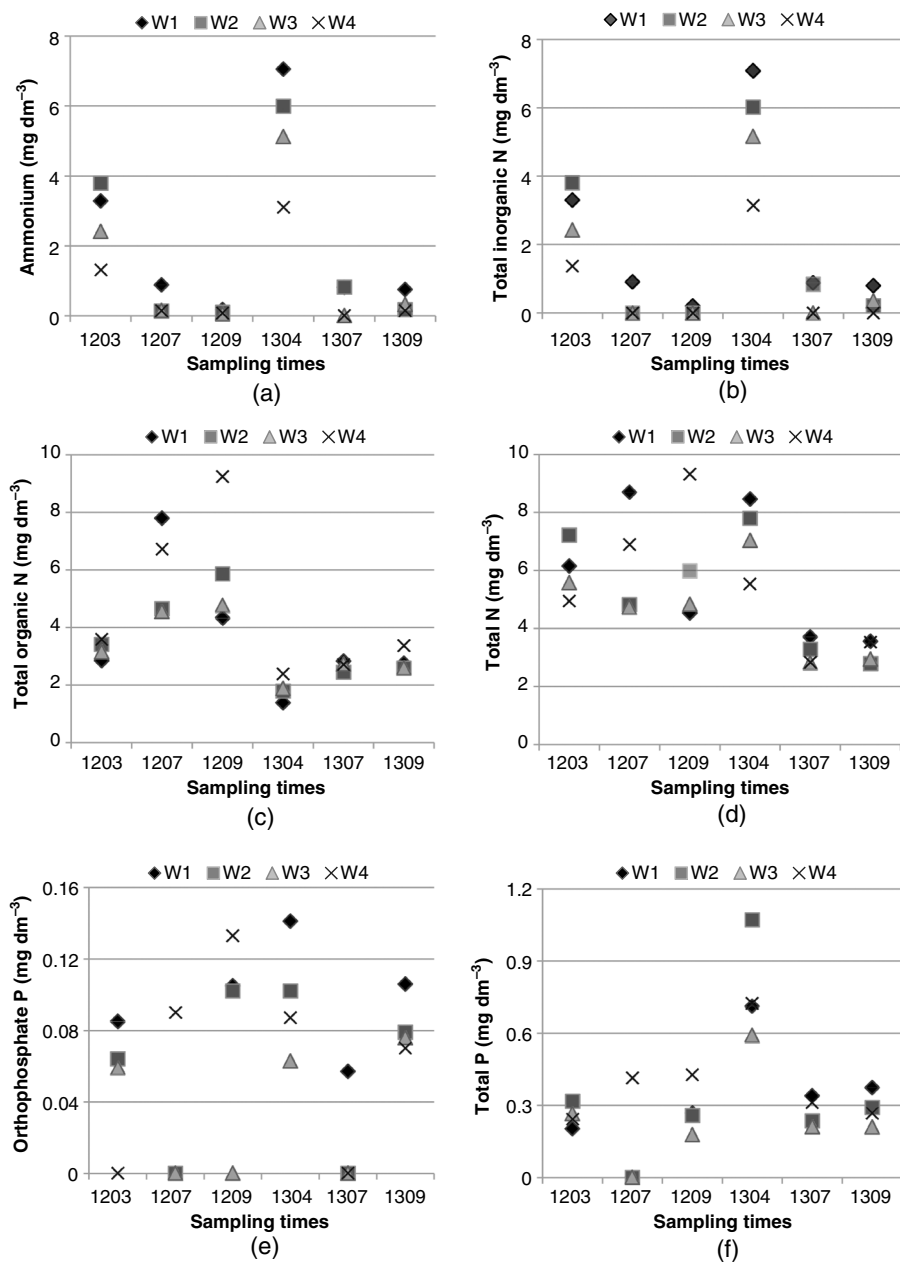 W1 W2 W3 W4
Ammonium (mg dm⁻³)
8
6
4
2
0
1203 1207 1209 1304 1307 1309
Sampling times
(a)
W1 W2 W3 W4
Total inorganic N (mg dm⁻³)
8
6
4
2
0
1203 1207 1209 1304 1307 1309
Sampling times
(b)
W1 W2 W3 W4
Total organic N (mg dm⁻³)
10
8
6
4
2
0
1203 1207 1209 1304 1307 1309
Sampling times
(c)
W1 W2 W3 W4
Total N (mg dm⁻³)
10
8
6
4
2
0
1203 1207 1209 1304 1307 1309
Sampling times
(d)
W1 W2 W3 W4
Orthophosphate P (mg dm⁻³)
0.16
0.12
0.08
0.04
0
1203 1207 1209 1304 1307 1309
Sampling times
(e)
W1 W2 W3 W4
Total P (mg dm⁻³)
1.2
0.9
0.6
0.3
0
1203 1207 1209 1304 1307 1309
Sampling times
(f)